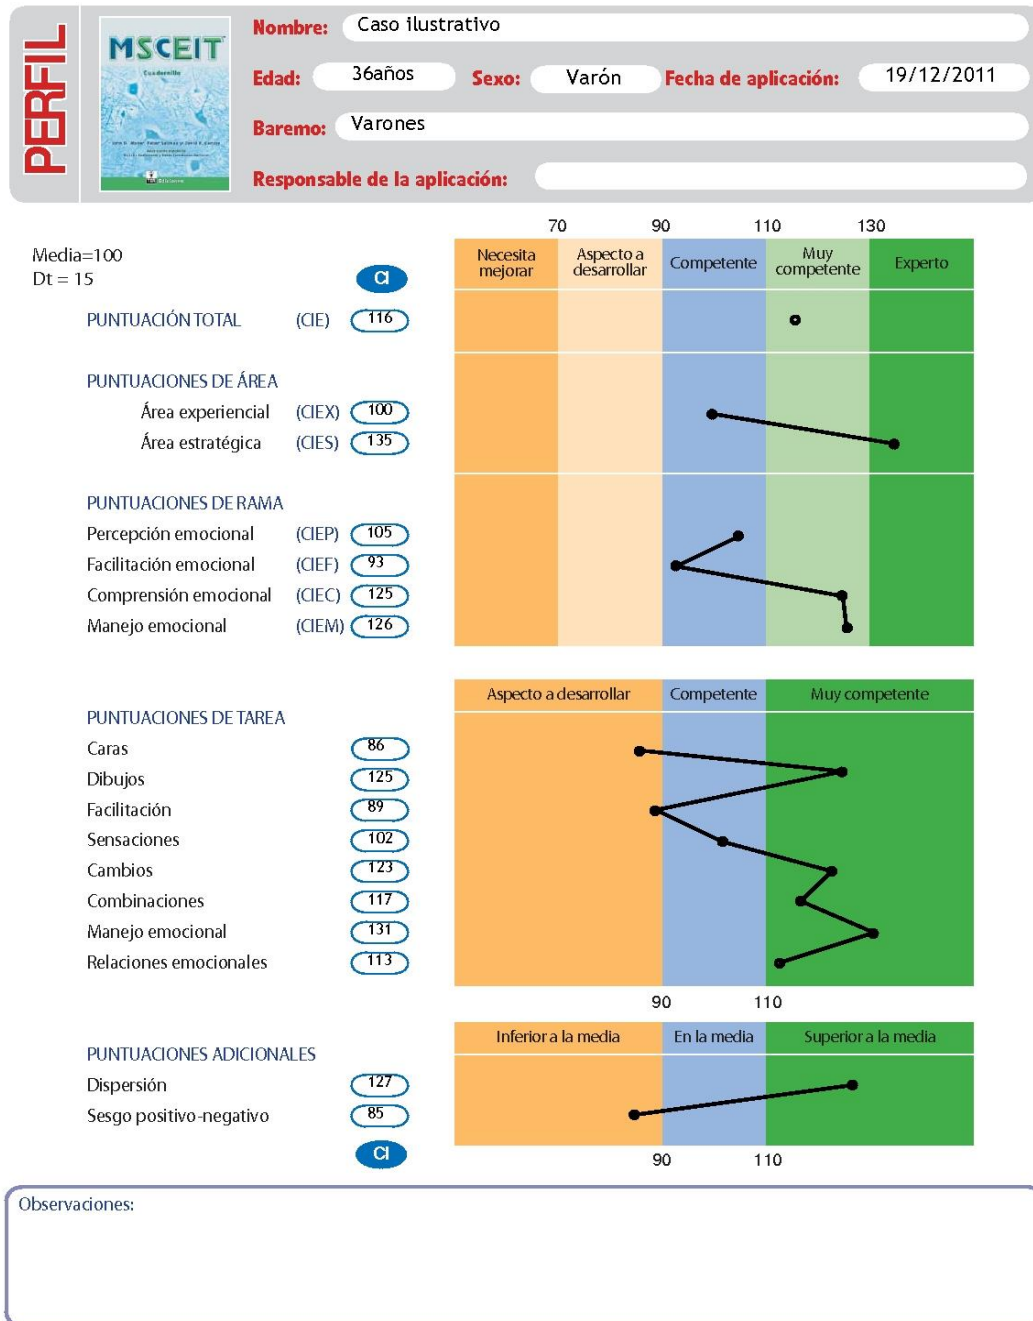 PERFIL
MSCEIT
Cuadernillo
Nombre: Caso ilustrativo
Edad: 36años Sexo: Varón Fecha de aplicación: 19/12/2011
Baremo: Varones
Responsable de la aplicación:
70 90 110 130
Media=100
Dt = 15
CI
Necesita mejorar Aspecto a desarrollar Competente Muy competente Experto
PUNTUACIÓN TOTAL (CIE) 116
PUNTUACIONES DE ÁREA
Área experiencial (CIEX) 100
Área estratégica (CIES) 135
PUNTUACIONES DE RAMA
Percepción emocional (CIEP) 105
Facilitación emocional (CIEF) 93
Comprensión emocional (CIEC) 125
Manejo emocional (CIEM) 126
Aspecto a desarrollar Competente Muy competente
PUNTUACIONES DE TAREA
Caras 86
Dibujos 125
Facilitación 89
Sensaciones 102
Cambios 123
Combinaciones 117
Manejo emocional 131
Relaciones emocionales 113
90 110
Inferior a la media En la media Superior a la media
PUNTUACIONES ADICIONALES
Dispersión 127
Sesgo positivo-negativo 85
CI
90 110
Observaciones: